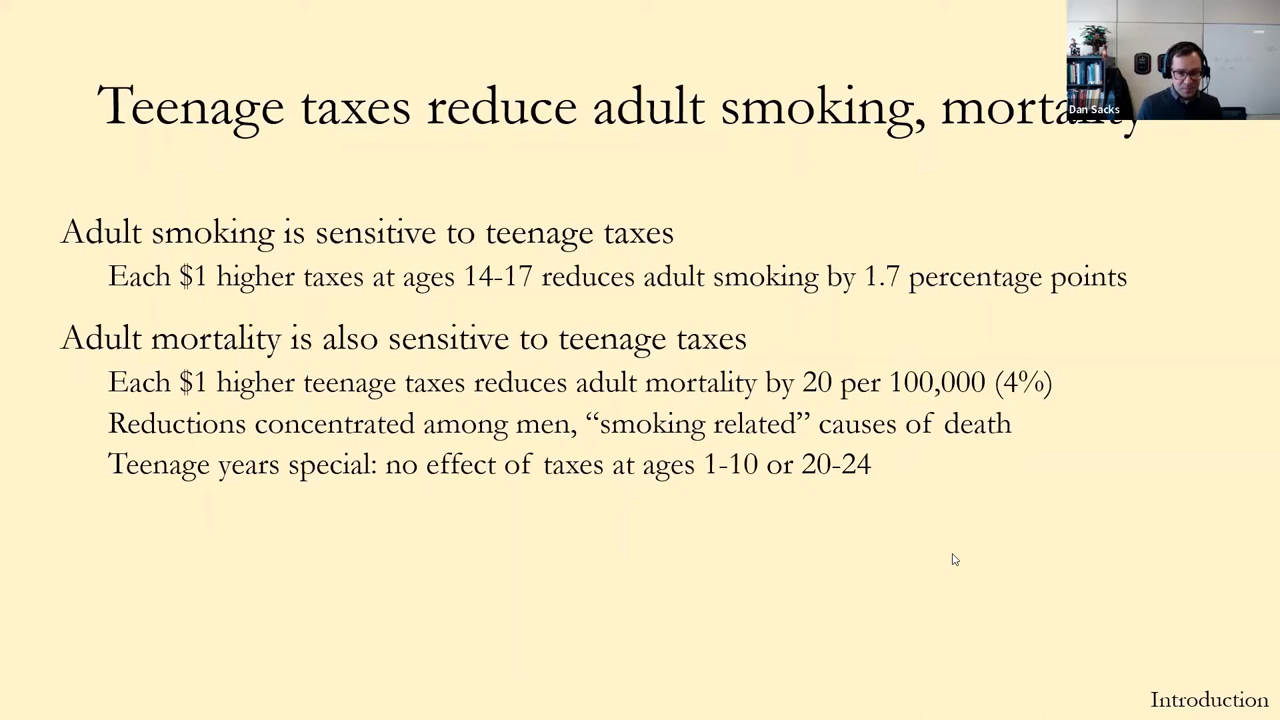 Teenage taxes reduce adult smoking, mortality
Dan Sacks
Adult smoking is sensitive to teenage taxes
Each $1 higher taxes at ages 14-17 reduces adult smoking by 1.7 percentage points
Adult mortality is also sensitive to teenage taxes
Each $1 higher teenage taxes reduces adult mortality by 20 per 100,000 (4%)
Reductions concentrated among men, “smoking related” causes of death
Teenage years special: no effect of taxes at ages 1-10 or 20-24
Introduction